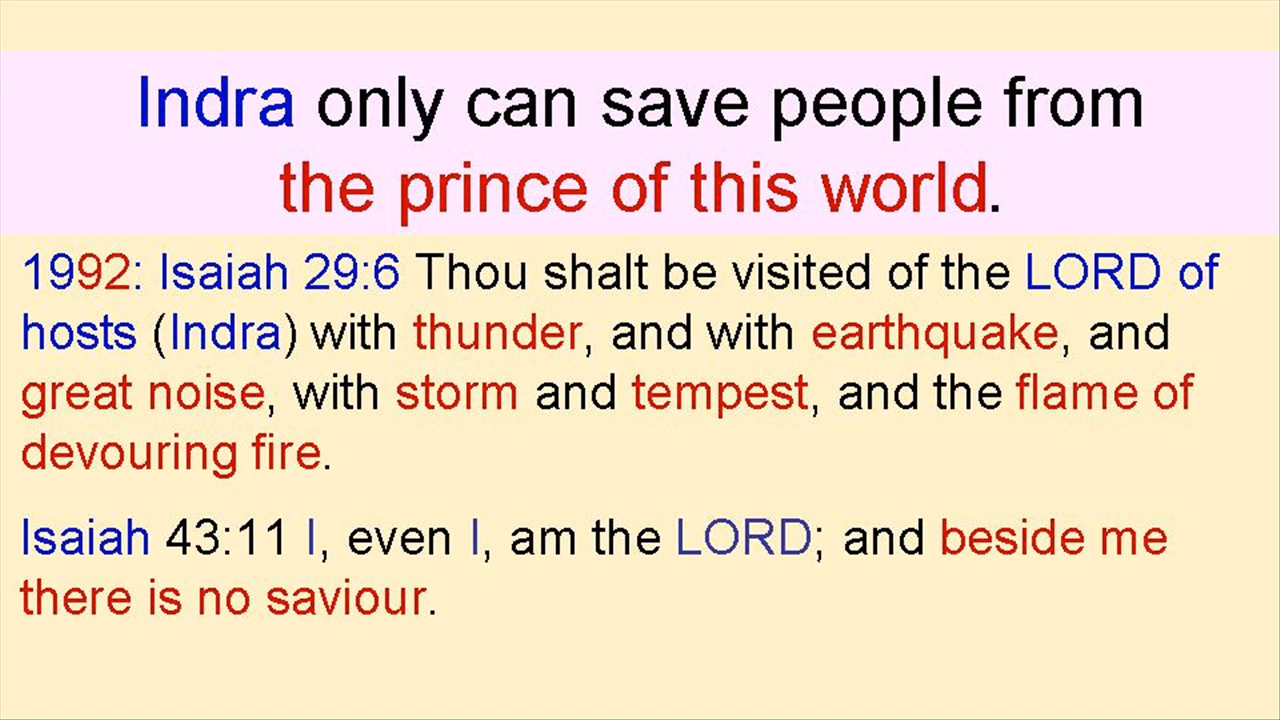 Indra only can save people from
the prince of this world.
1992: Isaiah 29:6 Thou shalt be visited of the LORD of
hosts (Indra) with thunder, and with earthquake, and
great noise, with storm and tempest, and the flame of
devouring fire.
Isaiah 43:11 I, even I, am the LORD; and beside me
there is no saviour.